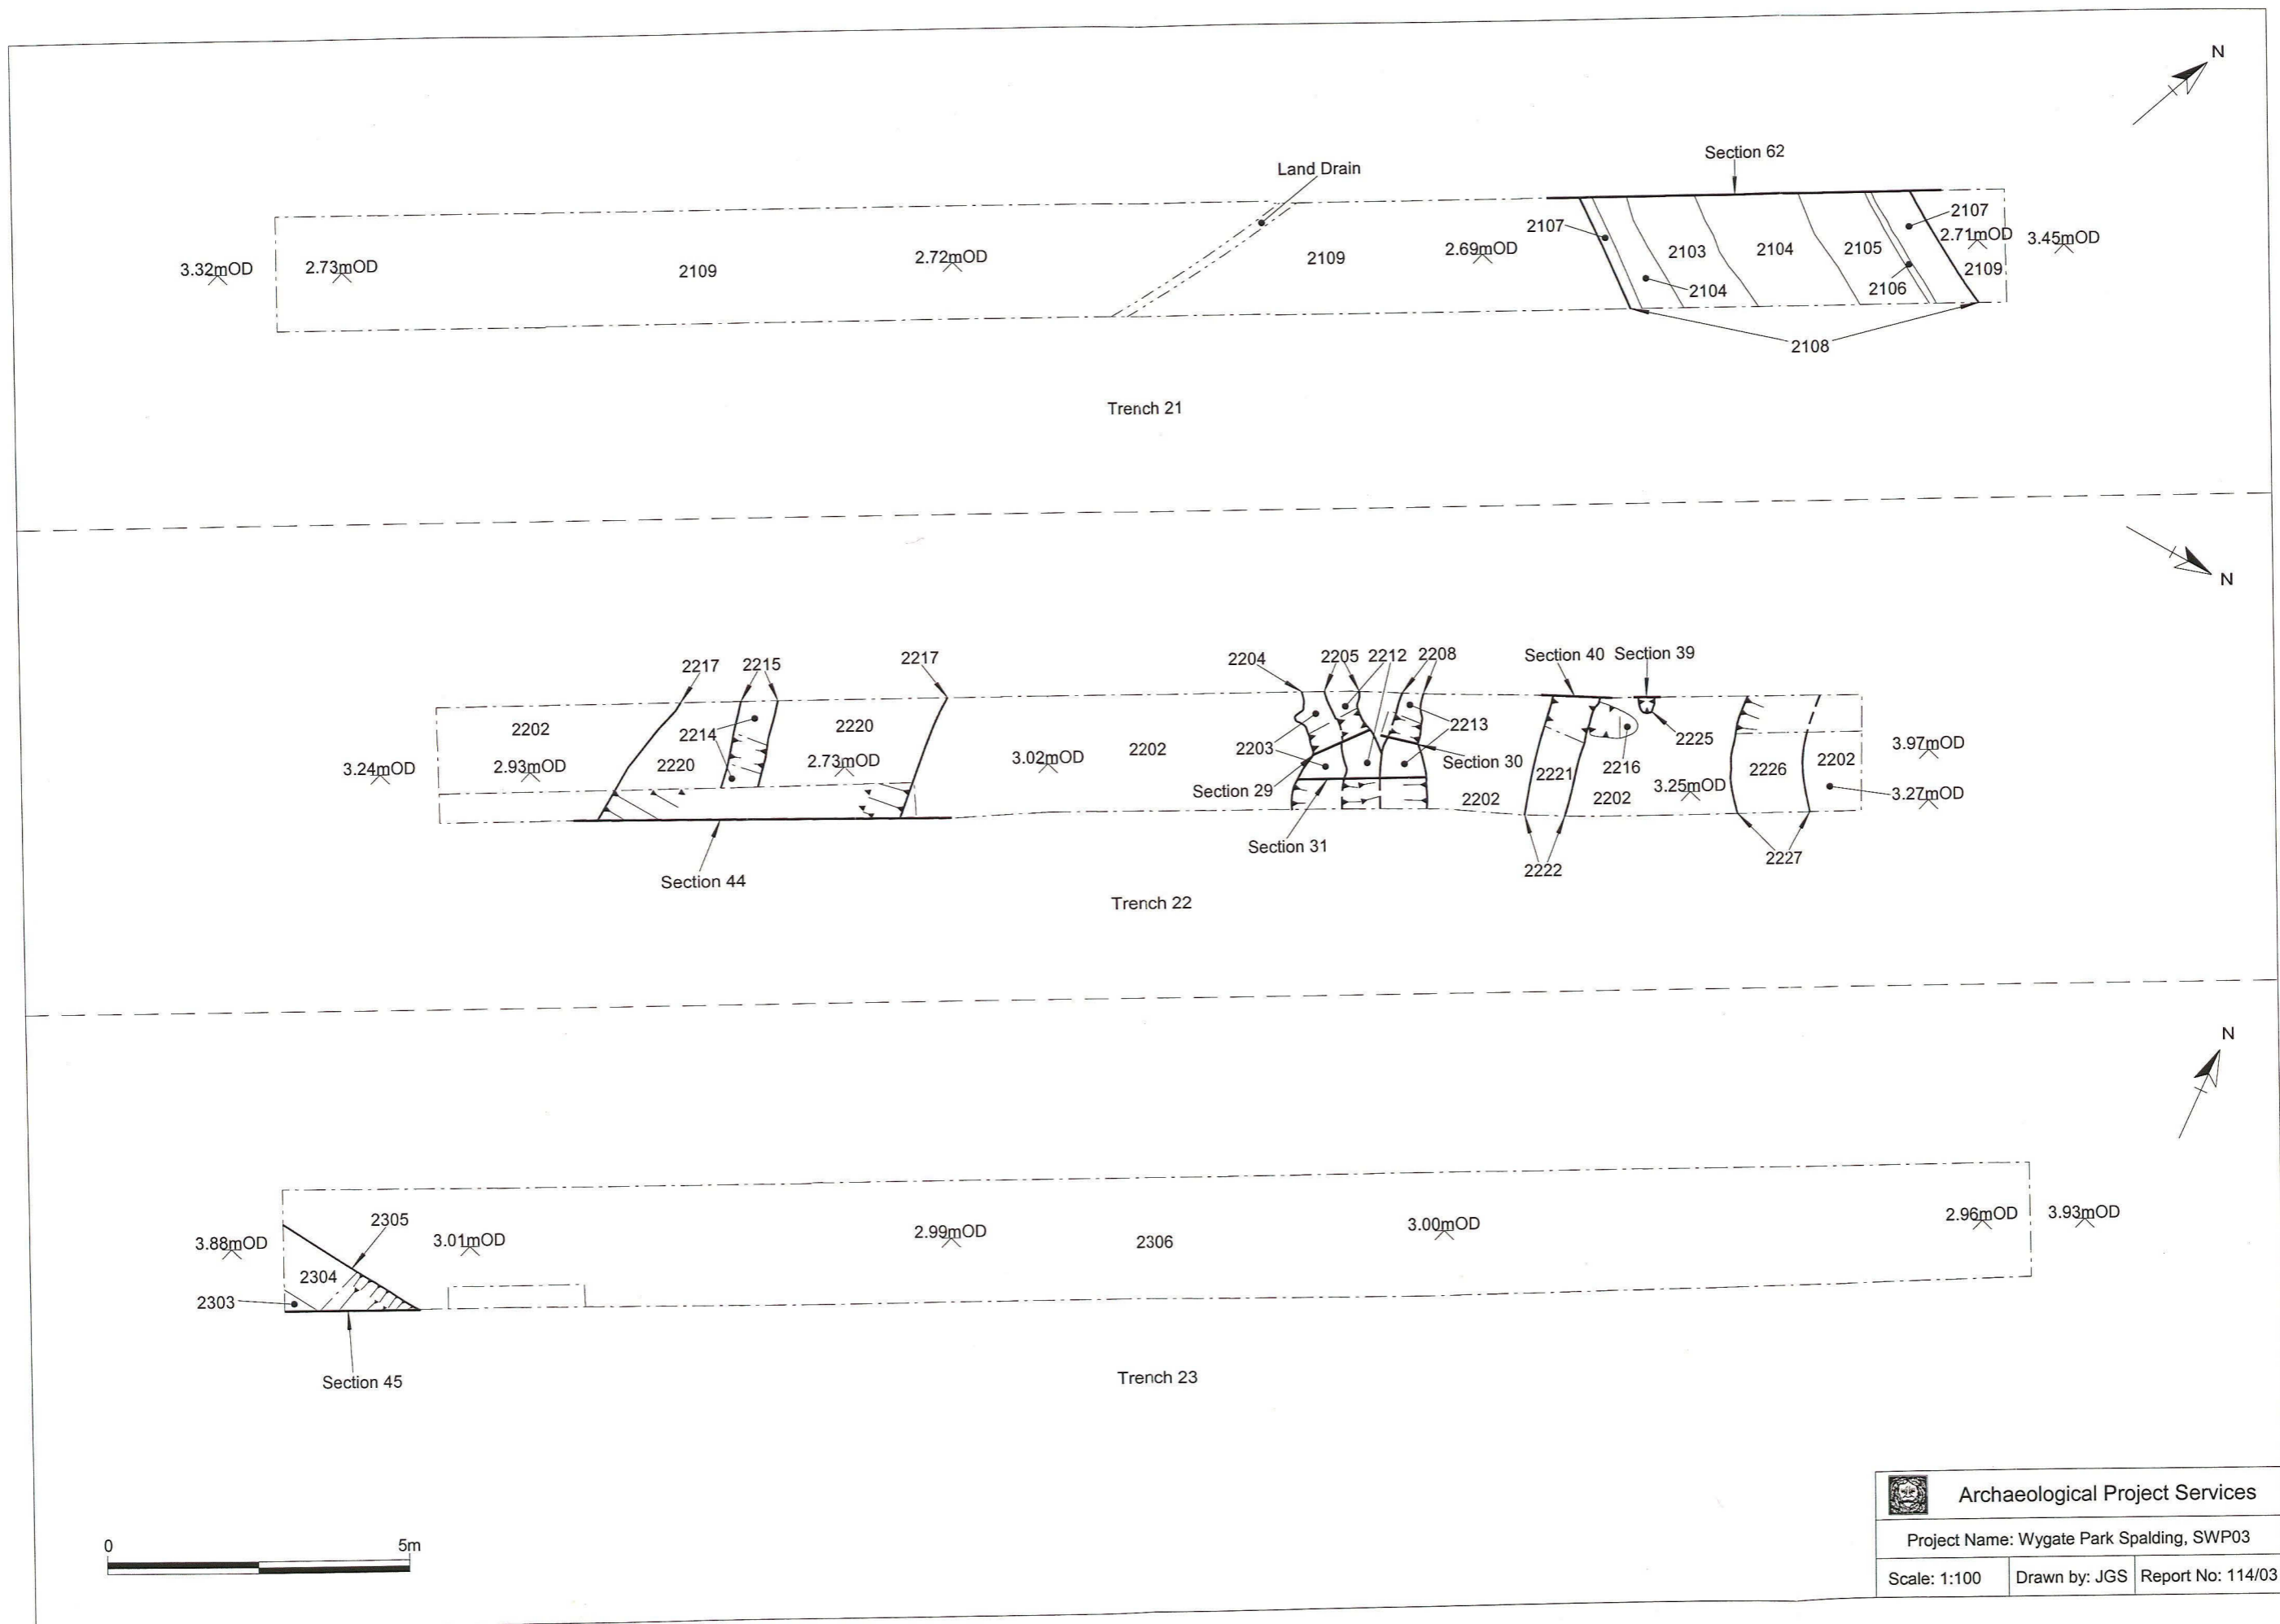 N
Section 62
Land Drain
2107
2107
2.71mOD
3.45mOD
3.32mOD
2.73mOD
2109
2.72mOD
2109
2.69mOD
2103
2104
2105
2109
2104
2106
2108
Trench 21
N
2217
2215
2217
2204
2205
2212
2208
Section 40
Section 39
2202
2214
2220
2203
2213
2225
3.24mOD
2.93mOD
2220
2.73mOD
3.02mOD
2202
Section 30
2221
2216
3.25mOD
2226
2202
3.97mOD
Section 29
2202
2202
3.27mOD
Section 31
2222
2227
Section 44
Trench 22
N
3.88mOD
2305
3.01mOD
2.99mOD
2306
3.00mOD
2.96mOD
3.93mOD
2304
2303
Section 45
Trench 23
0 5m
Archaeological Project Services
Project Name: Wygate Park Spalding, SWP03
Scale: 1:100 Drawn by: JGS Report No: 114/03